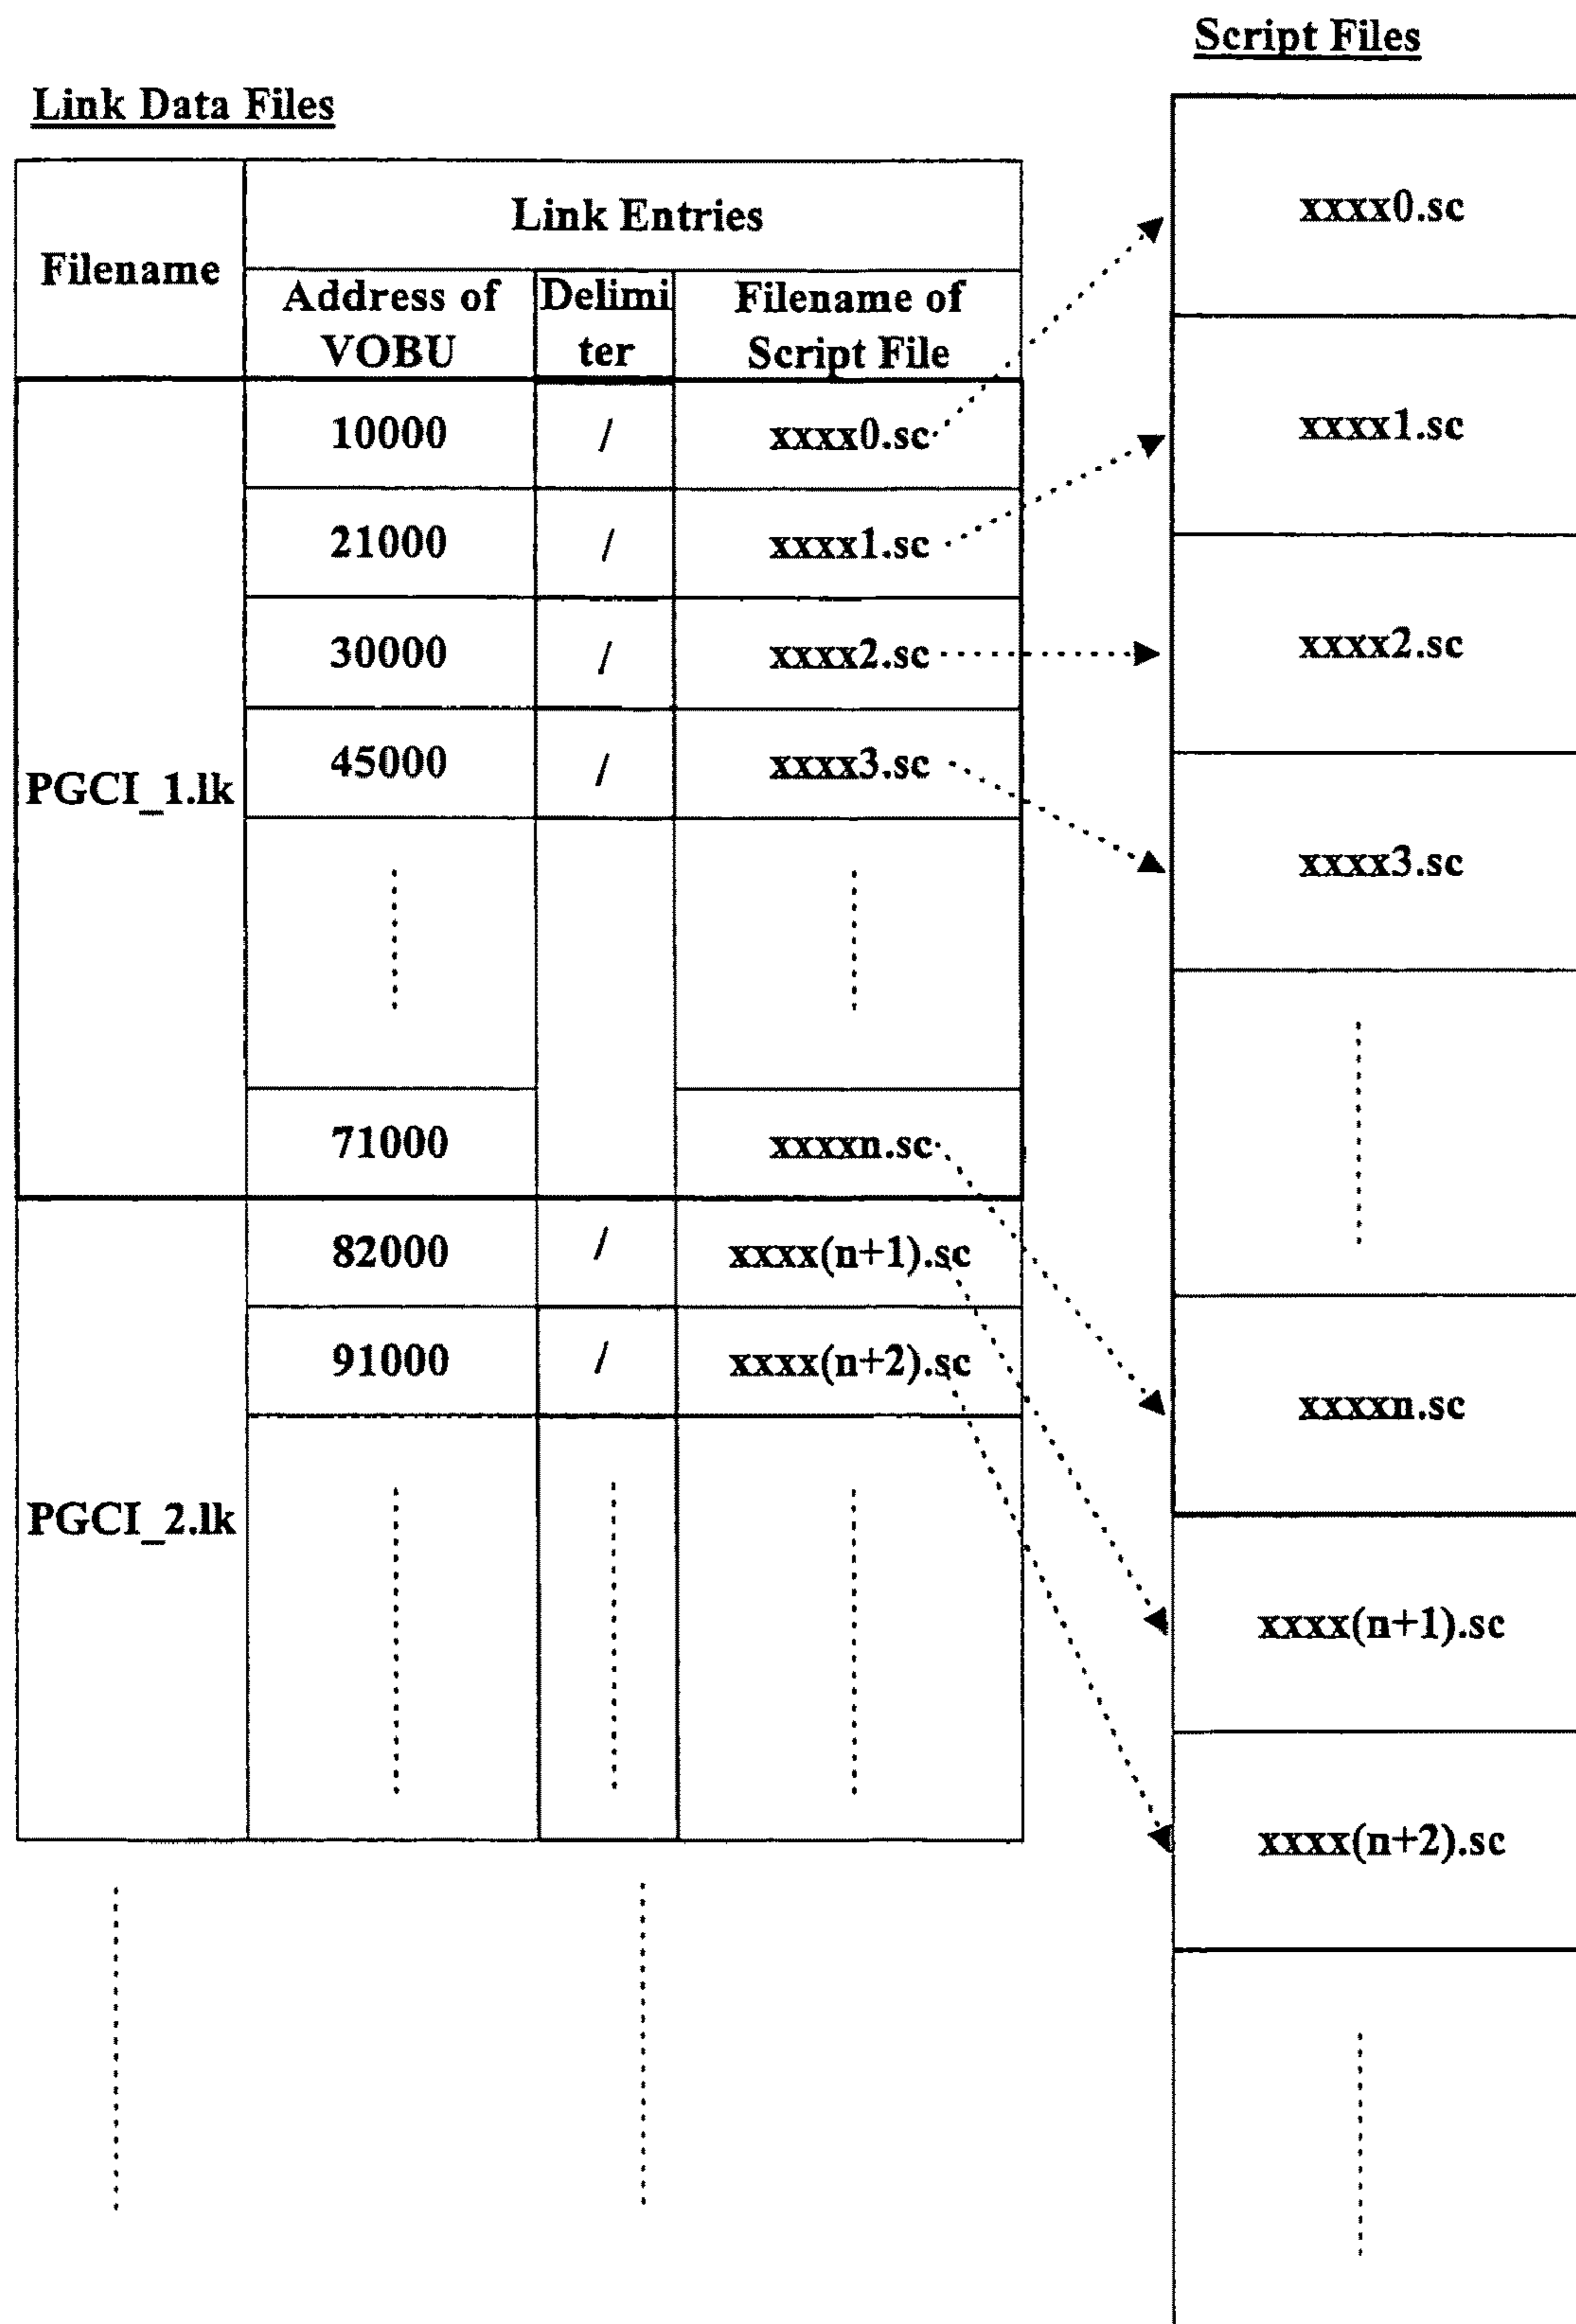 Script Files
Link Data Files
Filename
Link Entries
Address of
VOBU
Delimi
ter
Filename of
Script File
PGCI_1.lk
10000 / xxxx0.sc
21000 / xxxx1.sc
30000 / xxxx2.sc
45000 / xxxx3.sc
71000 xxxxn.sc
PGCI_2.lk
82000 / xxxx(n+1).sc
91000 / xxxx(n+2).sc
xxxx0.sc
xxxx1.sc
xxxx2.sc
xxxx3.sc
xxxxn.sc
xxxx(n+1).sc
xxxx(n+2).sc